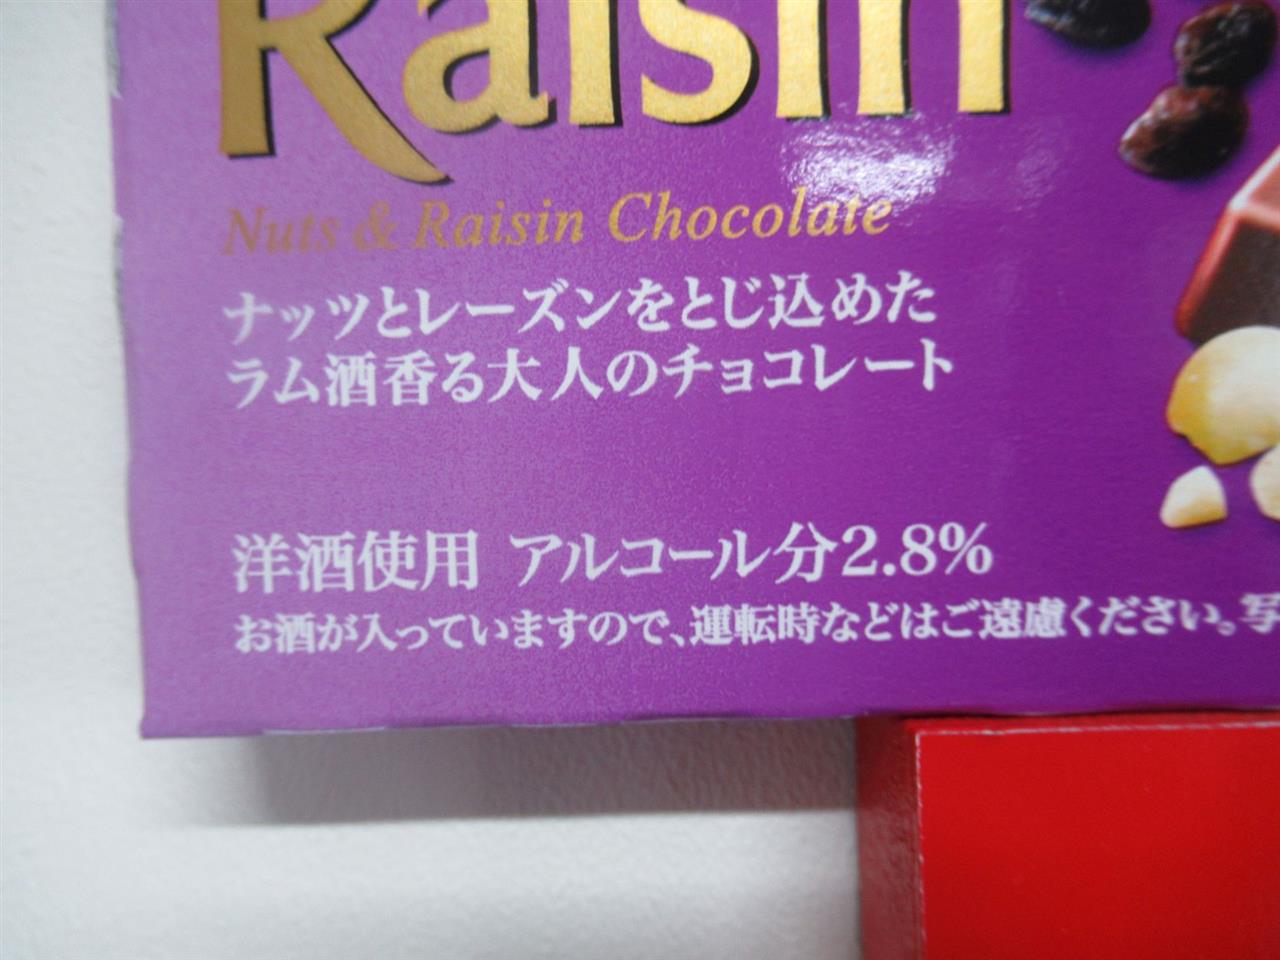 Raisin
Nuts & Raisin Chocolate
ナッツとレーズンをとじ込めた
ラム酒香る大人のチョコレート
洋酒使用 アルコール分2.8%
お酒が入っていますので、運転時などはご遠慮ください。写